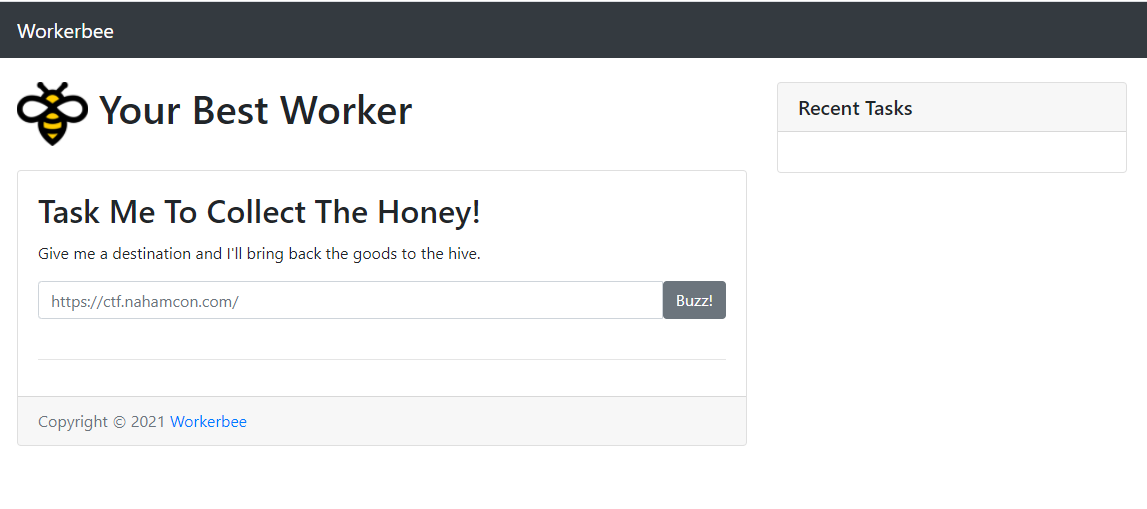 Workerbee
Your Best Worker
Recent Tasks
Task Me To Collect The Honey!
Give me a destination and I'll bring back the goods to the hive.
https://ctf.nahamcon.com/
Buzz!
Copyright © 2021 Workerbee